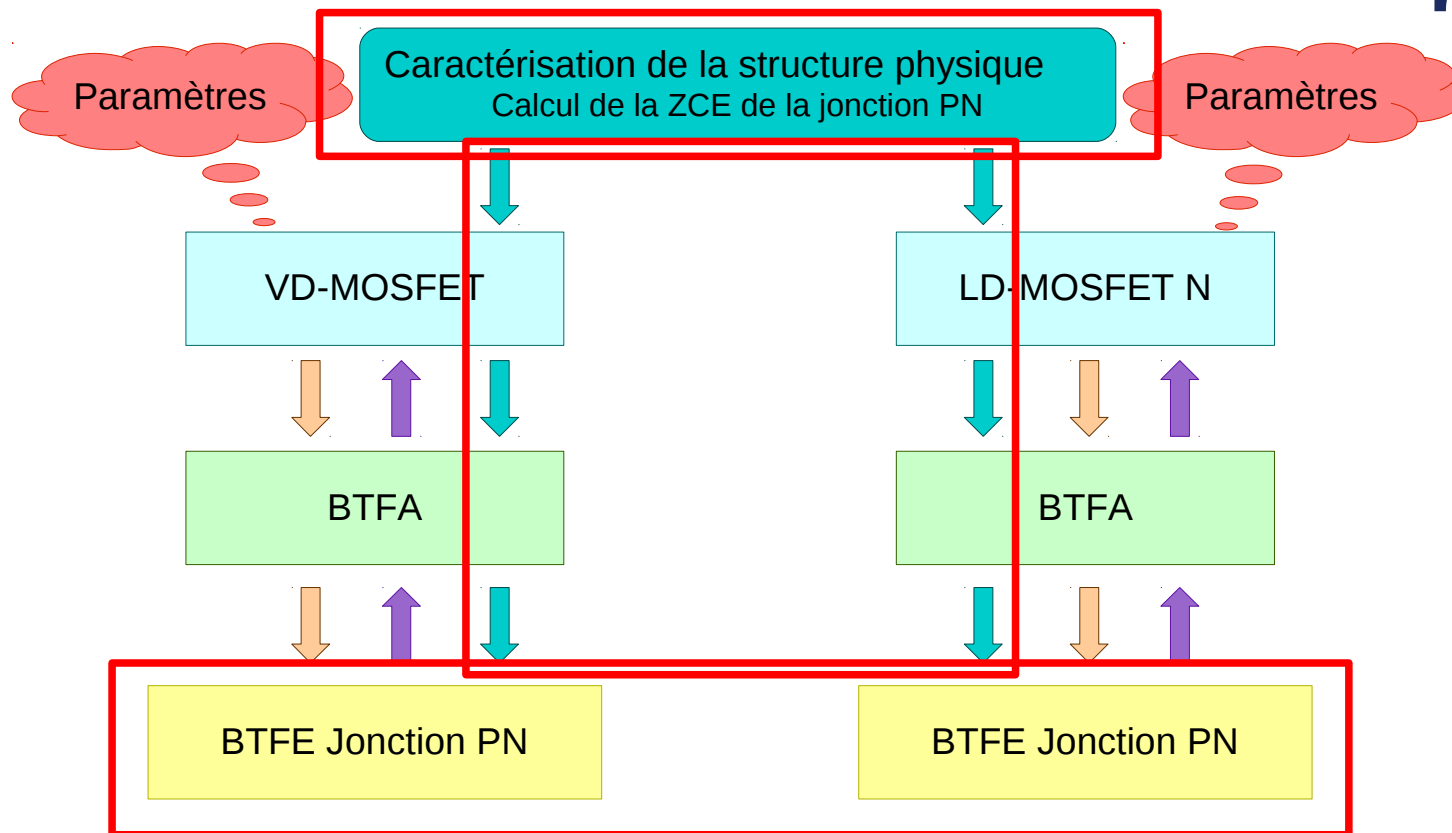 Caractérisation de la structure physique
Calcul de la ZCE de la jonction PN
Paramètres
Paramètres
VD-MOSFET
LD-MOSFET N
BTFA
BTFA
BTFE Jonction PN
BTFE Jonction PN